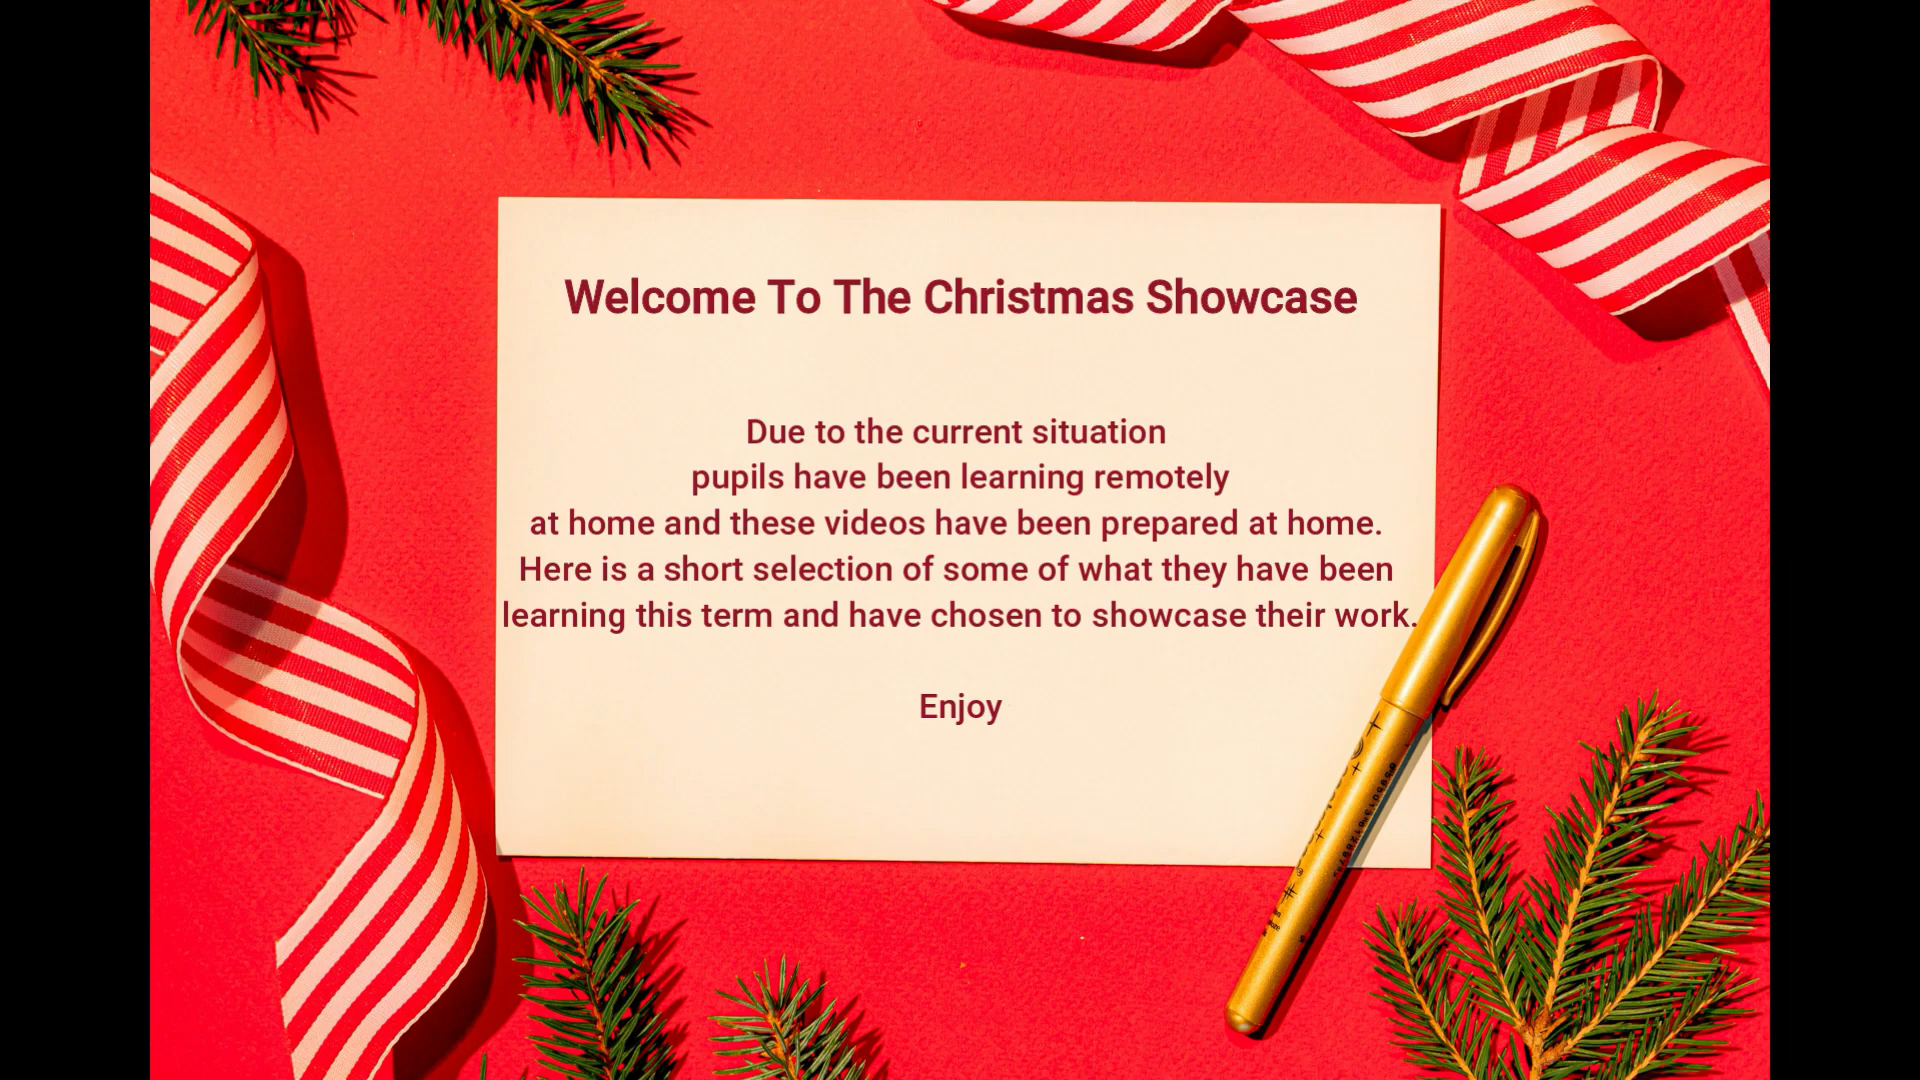 Welcome To The Christmas Showcase
Due to the current situation
pupils have been learning remotely
at home and these videos have been prepared at home.
Here is a short selection of some of what they have been
learning this term and have chosen to showcase their work.
Enjoy